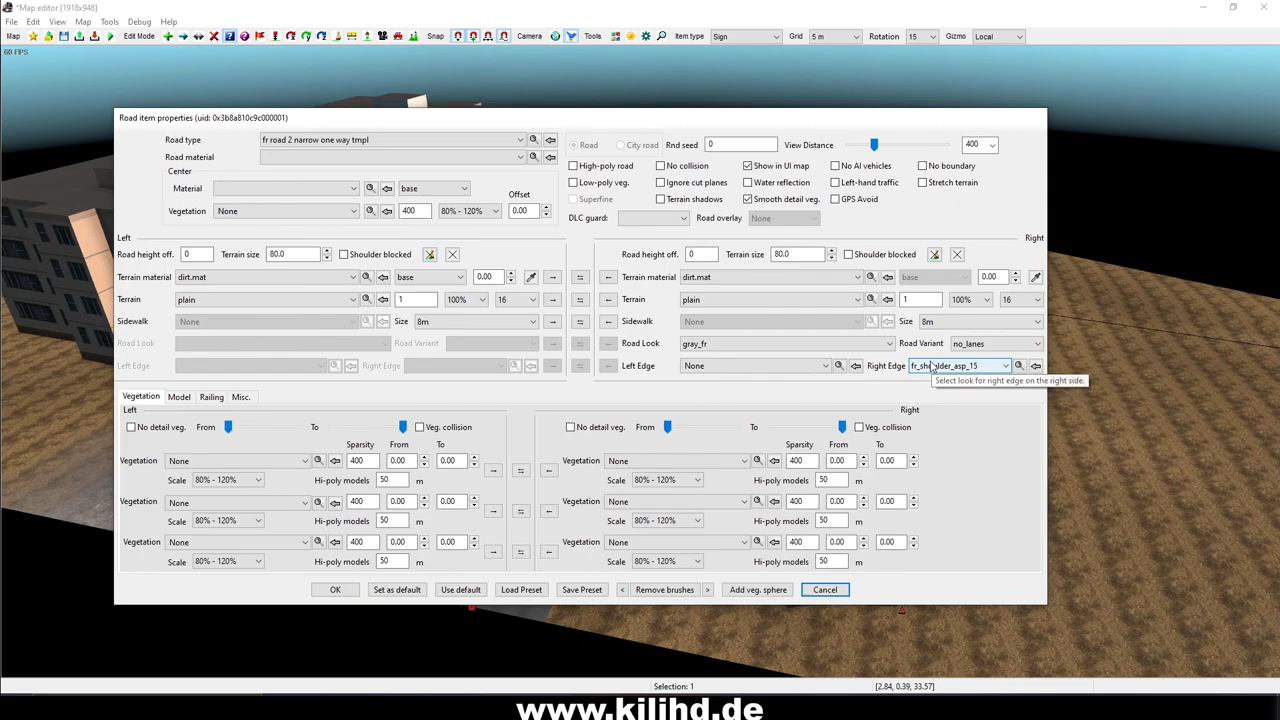 *Map editor [1918x948]
File Edit View Map Tools Debug Help
Edit Mode Snap Camera Tools Item type Sign Grid 5 m Rotation 15 Gizmo Local
60 FPS
Road item properties (uid: 0x3b8a810c9c000001)
Road type fr road 2 narrow one way tmpl Road City road Rnd seed 0 View Distance 400
Road material
Center High-poly road No collision Show in UI map No AI vehicles No boundary
Material base Low-poly veg. Ignore cut planes Water reflection Left-hand traffic Stretch terrain
Offset Superfine Terrain shadows Smooth detail veg. GPS Avoid
Vegetation None 400 80% - 120% 0.00 DLC guard: Road overlay None
Left Right
Road height off. 0 Terrain size 80.0 Shoulder blocked Road height off. 0 Terrain size 80.0 Shoulder blocked
Terrain material dirt.mat base 0.00 → ← Terrain material dirt.mat base 0.00
Terrain plain 1 100% 16 → ← Terrain plain 1 100% 16
Sidewalk None Size 8m → ← Sidewalk None Size 8m
Road Look Road Variant → ← Road Look gray_fr Road Variant no_lanes
Left Edge Right Edge Left Edge None Right Edge fr_shoulder_asp_15
Select look for right edge on the right side.
Vegetation Model Railing Misc.
Left Right
No detail veg. From To Veg. collision No detail veg. From To Veg. collision
Sparsity From To Sparsity From To
Vegetation None 400 0.00 0.00 Vegetation None 400 0.00 0.00
Scale 80% - 120% Hi-poly models 50 m Scale 80% - 120% Hi-poly models 50 m
Vegetation None 400 0.00 0.00 Vegetation None 400 0.00 0.00
Scale 80% - 120% Hi-poly models 50 m Scale 80% - 120% Hi-poly models 50 m
Vegetation None 400 0.00 0.00 Vegetation None 400 0.00 0.00
Scale 80% - 120% Hi-poly models 50 m Scale 80% - 120% Hi-poly models 50 m
OK Set as default Use default Load Preset Save Preset < Remove brushes > Add veg. sphere Cancel
Selection: 1 [2.84, 0.39, 33.57]
www.kilihd.de